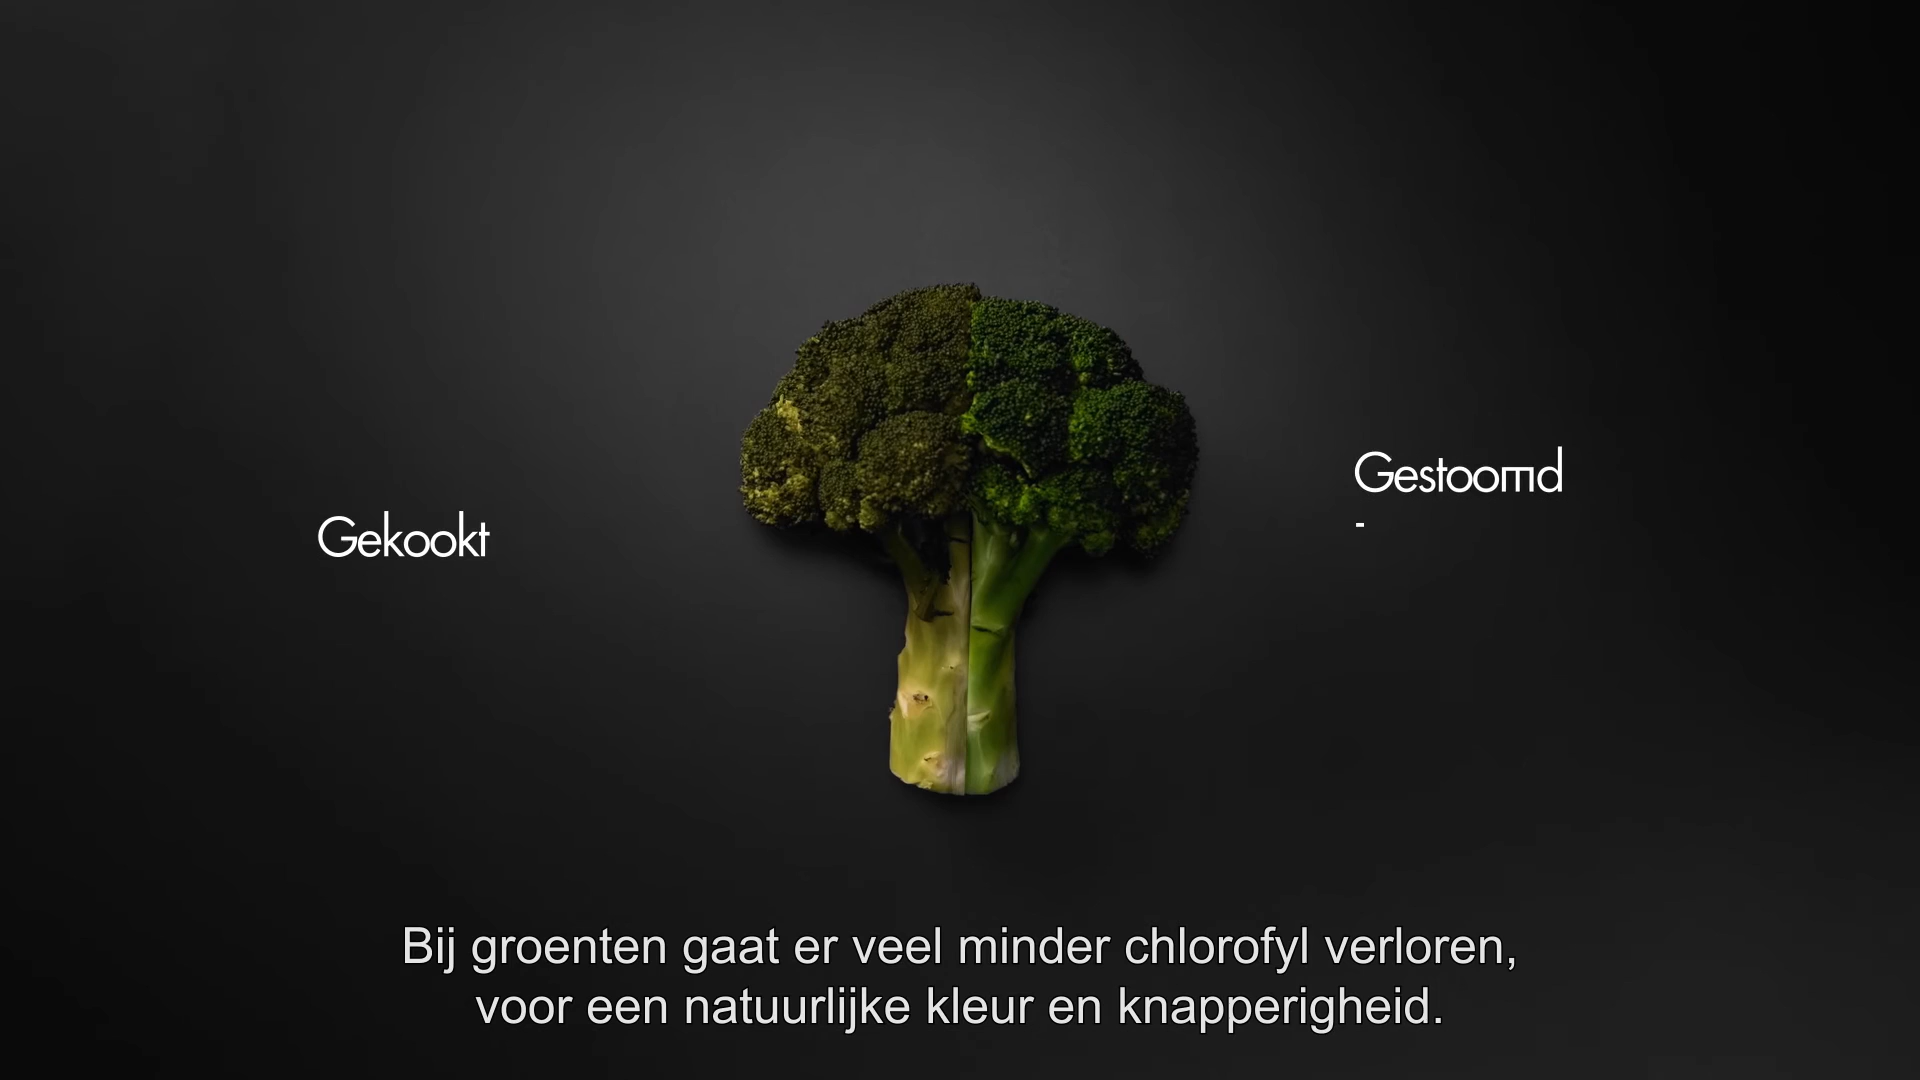 Gekookt
Gestoomd
-
Bij groenten gaat er veel minder chlorofyl verloren,
voor een natuurlijke kleur en knapperigheid.